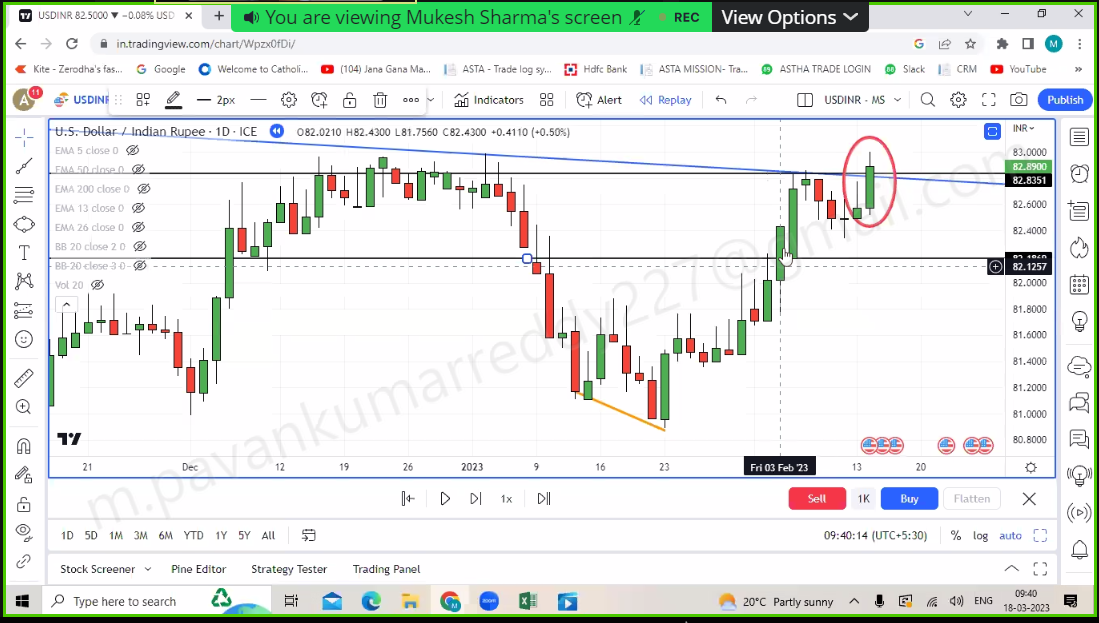 USDINR 82.5000 ▼ −0.08% USD
You are viewing Mukesh Sharma's screen
REC
View Options
in.tradingview.com/chart/Wpzx0fDi/
M
Kite - Zerodha's fas...
Google
Welcome to Catholi...
(104) Jana Gana Ma...
ASTA - Trade log sy...
Hdfc Bank
ASTA MISSION- Tra...
ASTHA TRADE LOGIN
Slack
CRM
YouTube
»
A
11
USDINR
2px
Indicators
Alert
Replay
USDINR - MS
Publish
U.S. Dollar / Indian Rupee · 1D · ICE
O82.0210 H82.4300 L81.7560 C82.4300 +0.4110 (+0.50%)
INR
EMA 5 close 0
EMA 50 close 0
EMA 200 close 0
EMA 13 close 0
EMA 26 close 0
BB 20 close 2 0
BB 20 close 3 0
Vol 20
83.0000
82.8900
82.8351
82.6000
82.4000
82.1257
82.0000
81.8000
81.6000
81.4000
81.2000
81.0000
80.8000
m.pavankumarreddy227@gmail.com
21
Dec
12
19
26
2023
9
16
23
Fri 03 Feb '23
13
20
1x
Sell
1K
Buy
Flatten
1D 5D 1M 3M 6M YTD 1Y 5Y All
09:40:14 (UTC+5:30)
% log auto
Stock Screener
Pine Editor
Strategy Tester
Trading Panel
Type here to search
zoom
20°C Partly sunny
ENG
09:40
18-03-2023